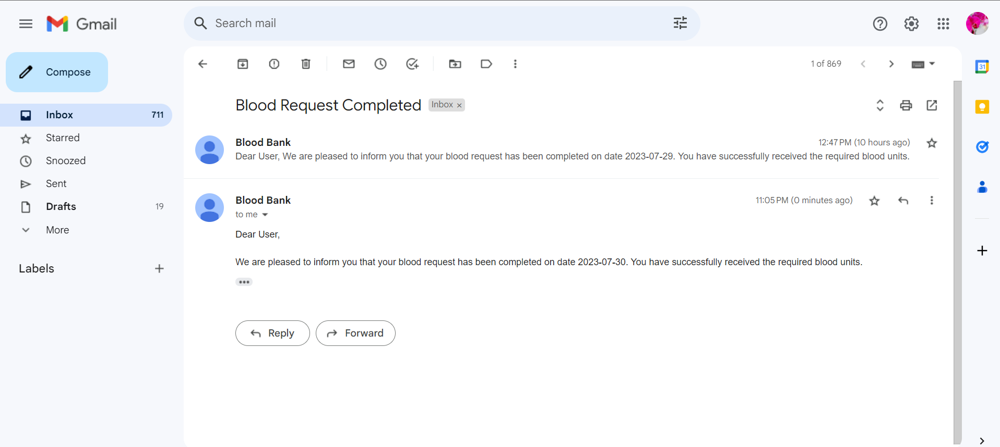 Gmail
Search mail
Compose
1 of 869
Inbox 711
Starred
Snoozed
Sent
Drafts 19
More
Labels
31
Blood Request Completed Inbox ×
Blood Bank 12:47 PM (10 hours ago)
Dear User, We are pleased to inform you that your blood request has been completed on date 2023-07-29. You have successfully received the required blood units.
Blood Bank 11:05 PM (0 minutes ago)
to me
Dear User,
We are pleased to inform you that your blood request has been completed on date 2023-07-30. You have successfully received the required blood units.
Reply Forward